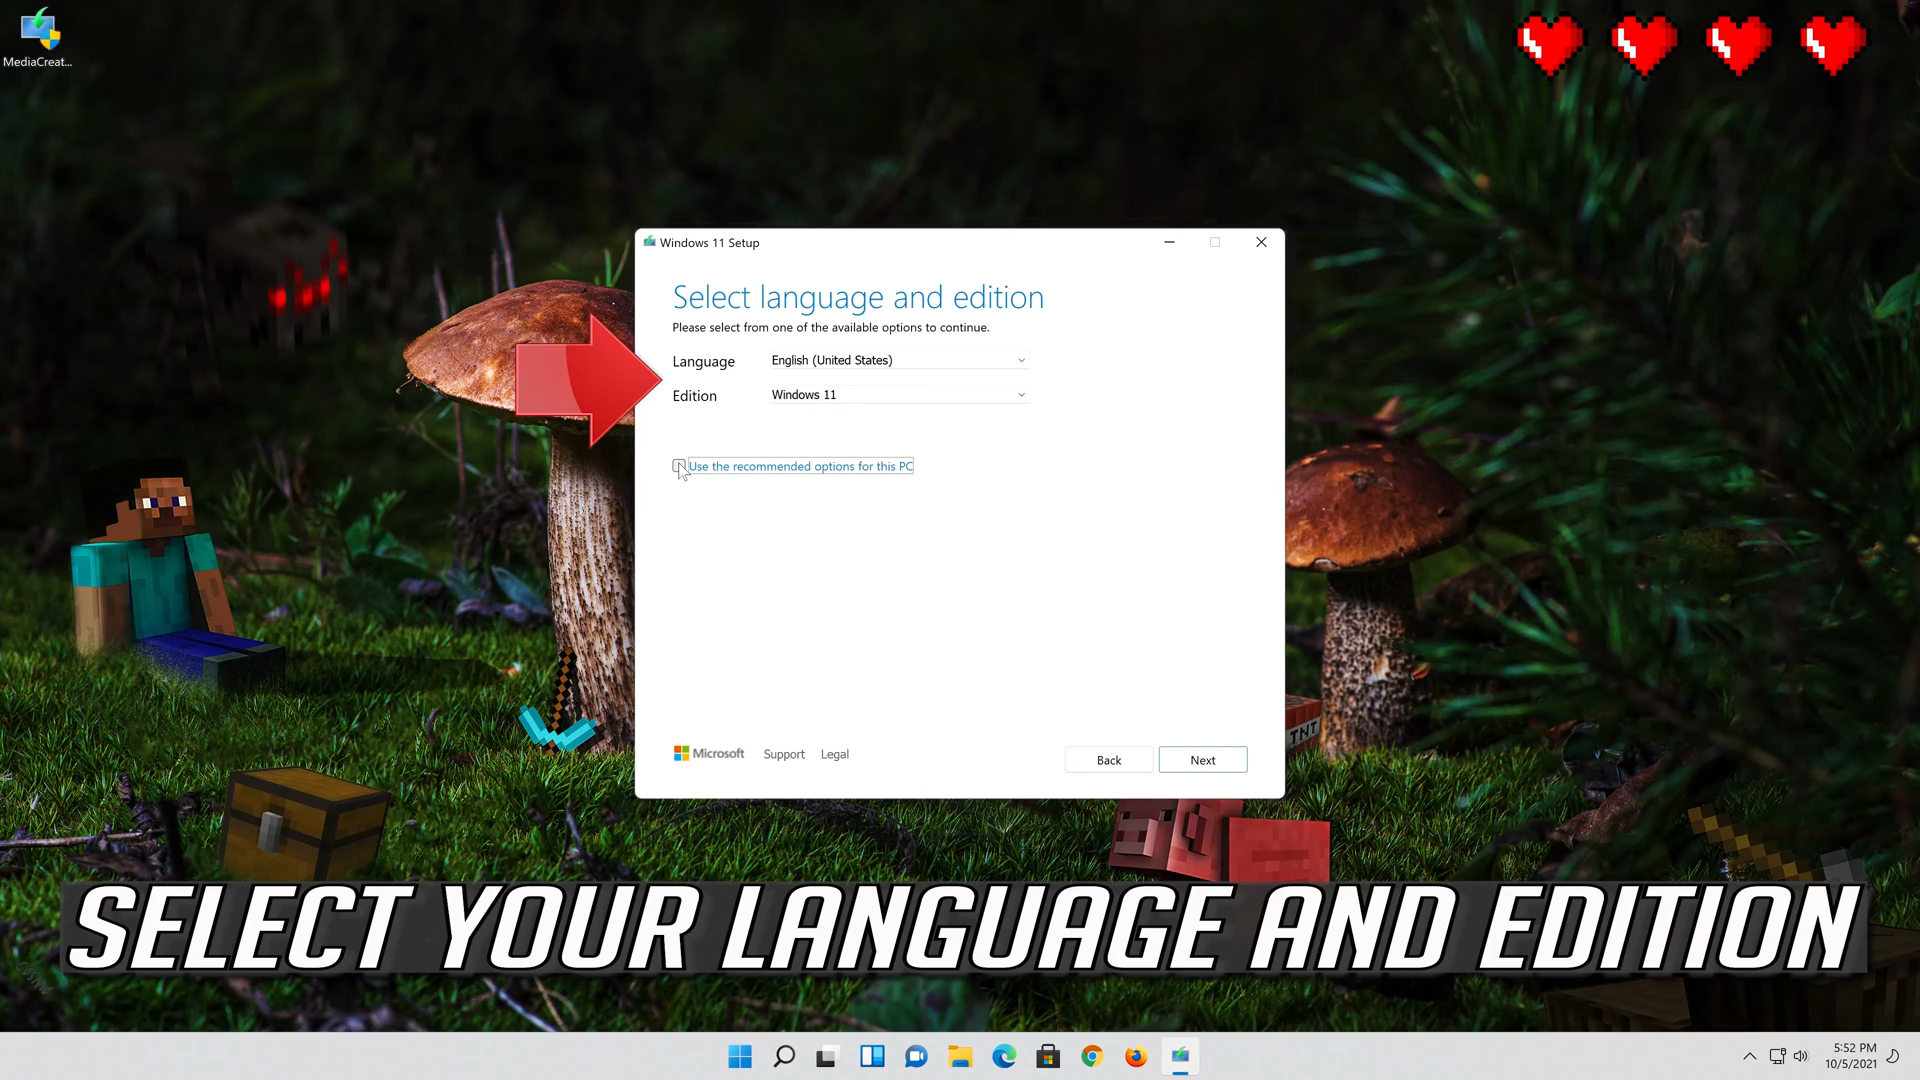 MediaCreat...
Windows 11 Setup
Select language and edition
Please select from one of the available options to continue.
Language English (United States)
Edition Windows 11
Use the recommended options for this PC
Microsoft Support Legal
Back Next
TNT
SELECT YOUR LANGUAGE AND EDITION
5:52 PM
10/5/2021